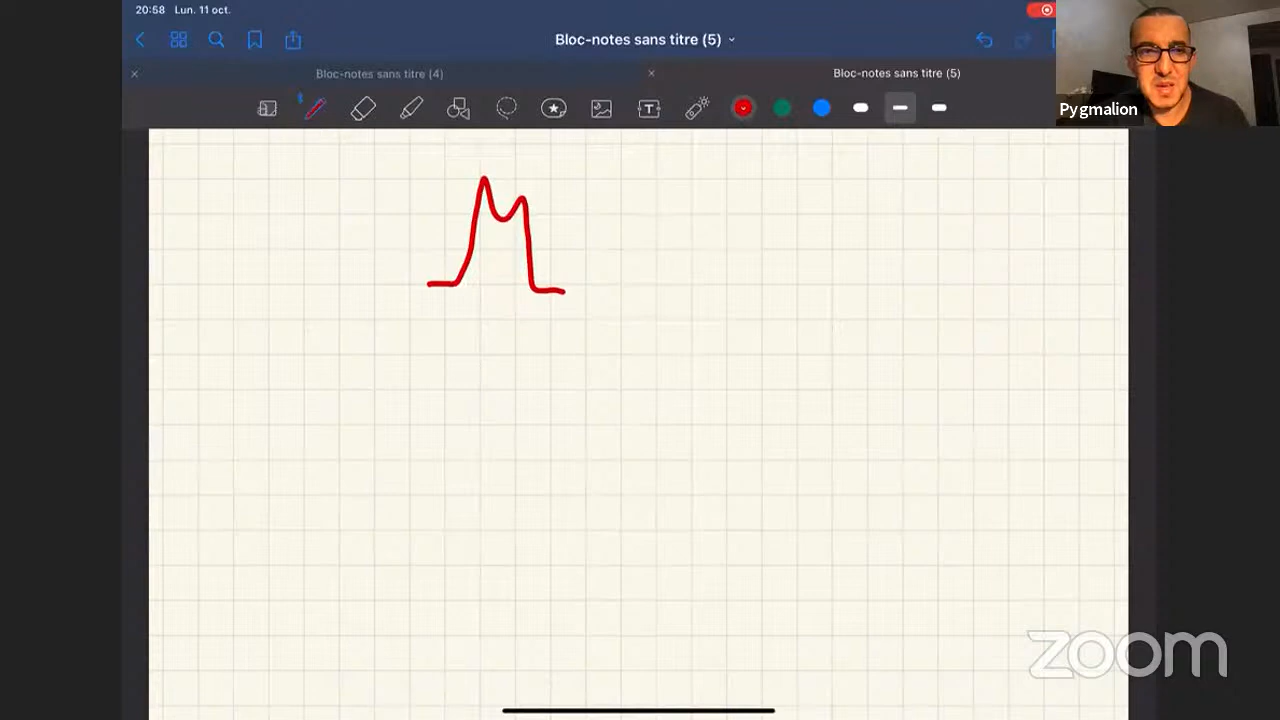 20:58 Lun. 11 oct.
Bloc-notes sans titre (5)
Bloc-notes sans titre (4)
Bloc-notes sans titre (5)
Pygmalion
zoom